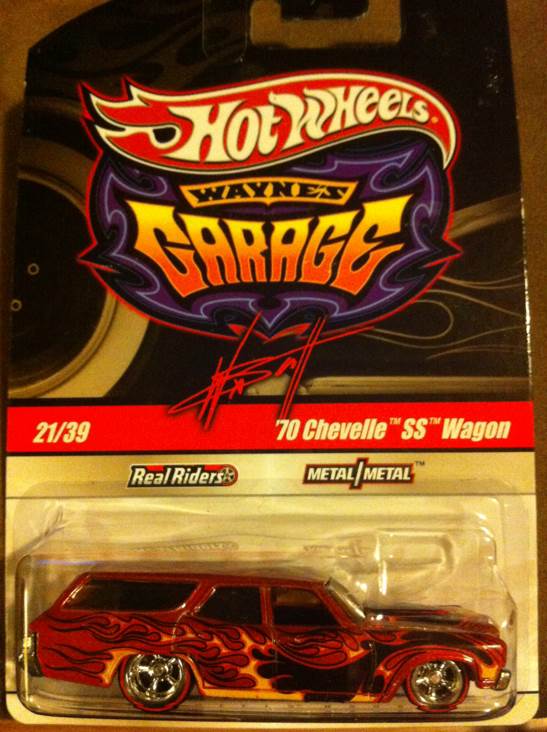 Hot Wheels®
WAYNE'S
GARAGE
21/39
'70 Chevelle™ SS™ Wagon
Real Riders
METAL/METAL™